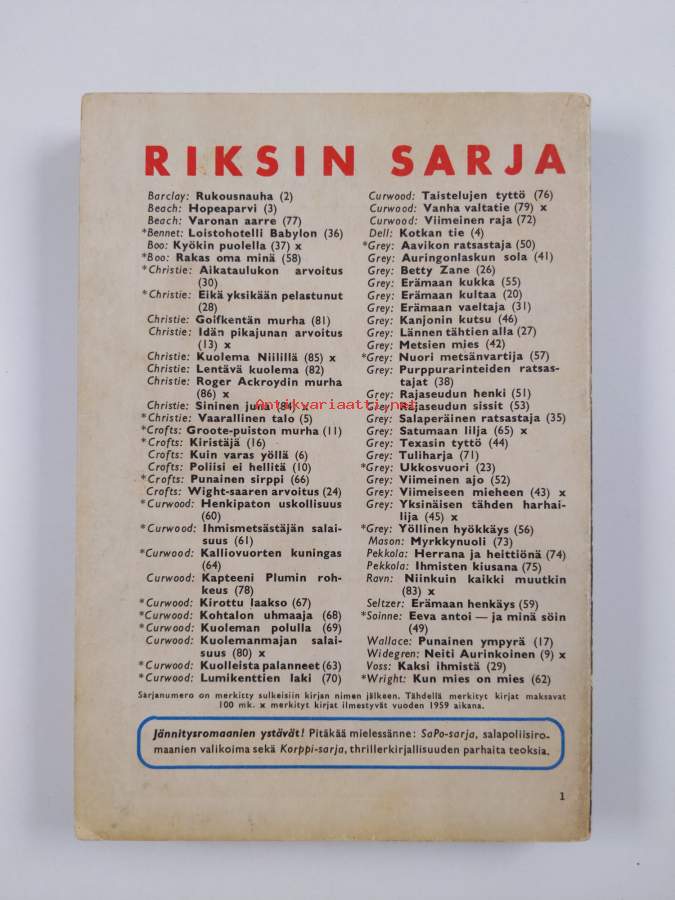 RIKSIN SARJA
Barclay: Rukousnauha (2)
Beach: Hopeaparvi (3)
Beach: Varonan aarre (77)
*Bennet: Loistohotelli Babylon (36)
Boo: Kyökin puolella (37) x
*Boo: Rakas oma minä (58)
*Christie: Aikataulukon arvoitus
(30)
*Christie: Eikä yksikään pelastunut
(28)
Christie: Golfkentän murha (81)
Christie: Idän pikajunan arvoitus
(13) x
Christie: Kuolema Niilillä (85) x
Christie: Lentävä kuolema (82)
Christie: Roger Ackroydin murha
(86) x
Christie: Sininen juna (84) x
*Christie: Vaarallinen talo (5)
*Crofts: Groote-puiston murha (11)
*Crofts: Kiristäjä (16)
Crofts: Kuin varas yöllä (6)
Crofts: Poliisi ei hellitä (10)
*Crofts: Punainen sirppi (66)
Crofts: Wight-saaren arvoitus (24)
*Curwood: Henkipaton uskollisuus
(60)
*Curwood: Ihmismetsästäjän salai-
suus (61)
*Curwood: Kalliovuorten kuningas
(64)
Curwood: Kapteeni Plumin roh-
keus (78)
*Curwood: Kirottu laakso (67)
*Curwood: Kohtalon uhmaaja (68)
*Curwood: Kuoleman polulla (69)
Curwood: Kuolemanmajan salai-
suus (80) x
*Curwood: Kuolleista palanneet (63)
*Curwood: Lumikenttien laki (70)
Curwood: Taistelujen tyttö (76)
Curwood: Vanha valtatie (79) x
Curwood: Viimeinen raja (72)
Dell: Kotkan tie (4)
*Grey: Aavikon ratsastaja (50)
Grey: Auringonlaskun sola (41)
Grey: Betty Zane (26)
Grey: Erämaan kukka (55)
Grey: Erämaan kultaa (20)
Grey: Erämaan vaeltaja (31)
Grey: Kanjonin kutsu (46)
Grey: Lännen tähtien alla (27)
Grey: Metsien mies (42)
*Grey: Nuori metsänvartija (57)
Grey: Purppurarinteiden ratsas-
tajat (38)
Grey: Rajaseudun henki (51)
Grey: Rajaseudun sissit (53)
Grey: Salaperäinen ratsastaja (35)
Grey: Satumaan lilja (65) x
Grey: Texasin tyttö (44)
Grey: Tuliharja (71)
*Grey: Ukkosvuori (23)
Grey: Viimeinen ajo (52)
Grey: Viimeiseen mieheen (43) x
Grey: Yksinäisen tähden harhai-
lija (45) x
*Grey: Yöllinen hyökkäys (56)
Mason: Myrkkynuoli (73)
Pekkola: Herrana ja heittiönä (74)
Pekkola: Ihmisten kiusana (75)
Ravn: Niinkuin kaikki muutkin
(83) x
Seltzer: Erämaan henkäys (59)
*Soinne: Eeva antoi — ja minä söin
(49)
Wallace: Punainen ympyrä (17)
Widegren: Neiti Aurinkoinen (9) x
Voss: Kaksi ihmistä (29)
*Wright: Kun mies on mies (62)
Antikvariaatti.net
Sarjanumero on merkitty sulkeisiin kirjan nimen jälkeen. Tähdellä merkityt kirjat maksavat
100 mk. x merkityt kirjat ilmestyvät vuoden 1959 aikana.
Jännitysromaanien ystävät! Pitäkää mielessänne: SaPo-sarja, salapoliisiro-
maanien valikoima sekä Korppi-sarja, thrillerkirjallisuuden parhaita teoksia.
1